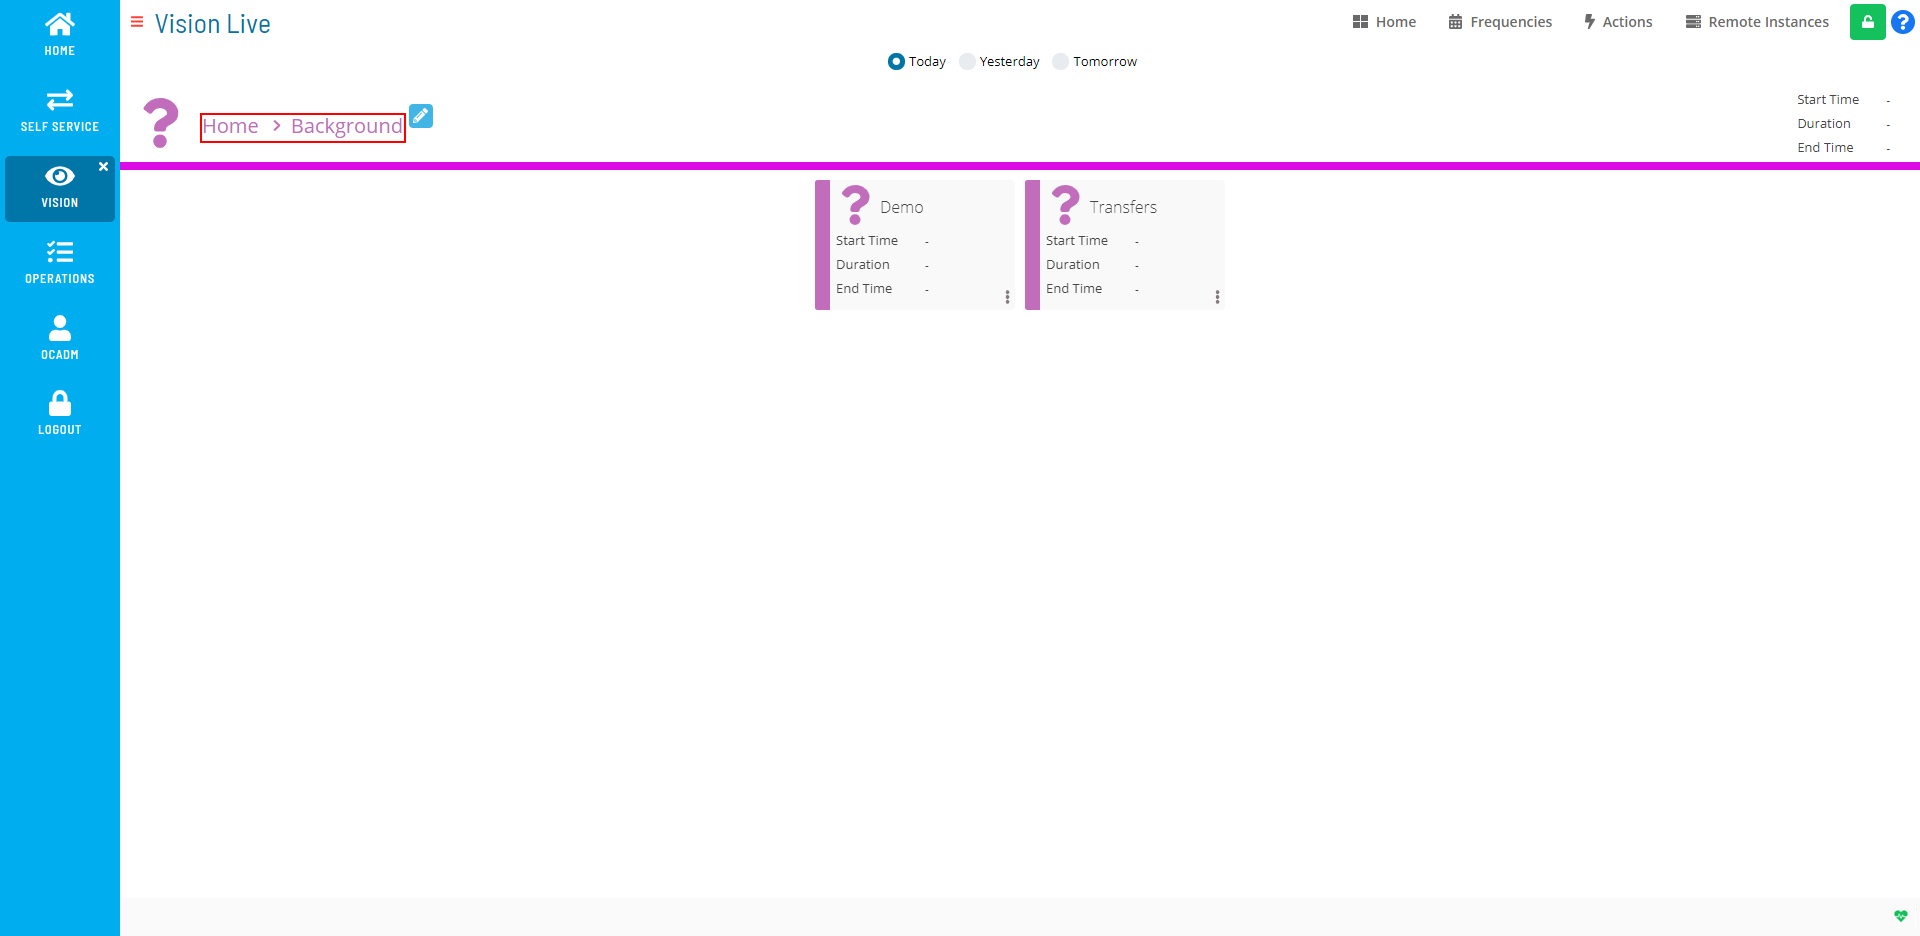 HOME
SELF SERVICE
VISION
OPERATIONS
OCADM
LOGOUT
Vision Live
Home
Frequencies
Actions
Remote Instances
Today
Yesterday
Tomorrow
Home > Background
Start Time -
Duration -
End Time -
Demo
Start Time -
Duration -
End Time -
Transfers
Start Time -
Duration -
End Time -